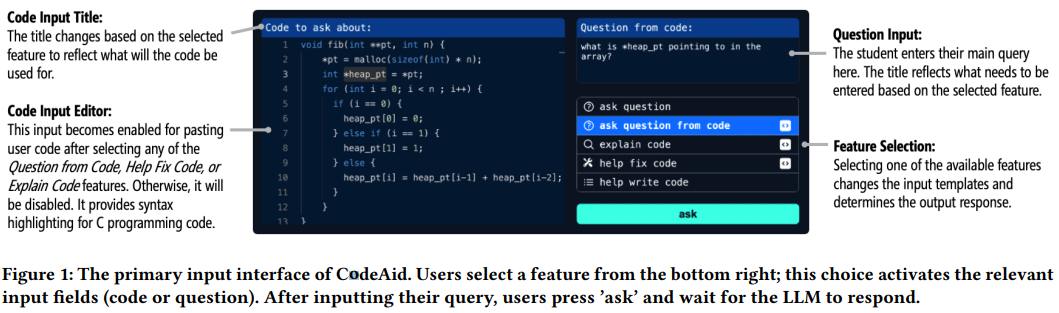 Code Input Title:
The title changes based on the selected
feature to reflect what will the code be
used for.
Code Input Editor:
This input becomes enabled for pasting
user code after selecting any of the
Question from Code, Help Fix Code, or
Explain Code features. Otherwise, it will
be disabled. It provides syntax
highlighting for C programming code.
Code to ask about:
1 void fib(int **pt, int n) {
2 *pt = malloc(sizeof(int) * n);
3 int *heap_pt = *pt;
4 for (int i = 0; i < n ; i++) {
5 if (i == 0) {
6 heap_pt[0] = 0;
7 } else if (i == 1) {
8 heap_pt[1] = 1;
9 } else {
10 heap_pt[i] = heap_pt[i-1] + heap_pt[i-2];
11 }
12 }
13 }
Question from code:
what is *heap_pt pointing to in the
array?
ask question
ask question from code
explain code
help fix code
help write code
ask
Question Input:
The student enters their main query
here. The title reflects what needs to be
entered based on the selected feature.
Feature Selection:
Selecting one of the available features
changes the input templates and
determines the output response.
Figure 1: The primary input interface of CodeAid. Users select a feature from the bottom right; this choice activates the relevant
input fields (code or question). After inputting their query, users press ’ask’ and wait for the LLM to respond.